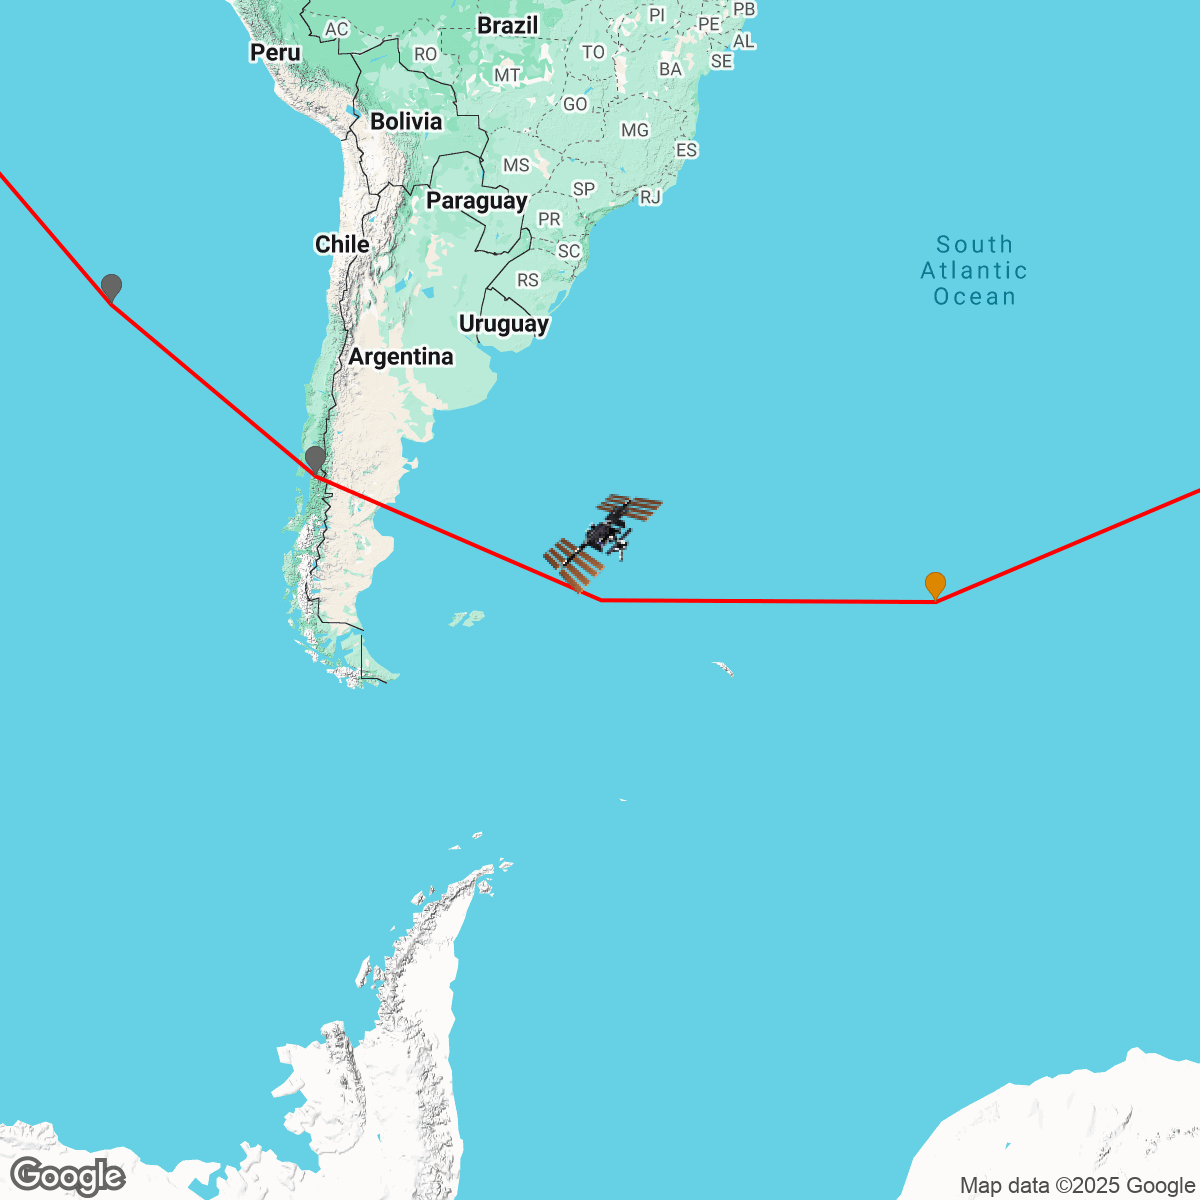 PB
PI
Brazil
PE
AC
AL
Peru
RO
TO
SE
MT
BA
GO
Bolivia
MG
ES
MS
SP
RJ
Paraguay
PR
Chile
SC
RS
Uruguay
Argentina
South
Atlantic
Ocean
Google
Map data ©2025 Google